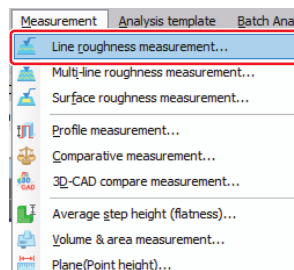 Measurement Analysis template Batch Ana
Line roughness measurement...
Multi-line roughness measurement...
Surface roughness measurement...
Profile measurement...
Comparative measurement...
3D-CAD compare measurement...
Average step height (flatness)...
Volume & area measurement...
Plane(Point height)...